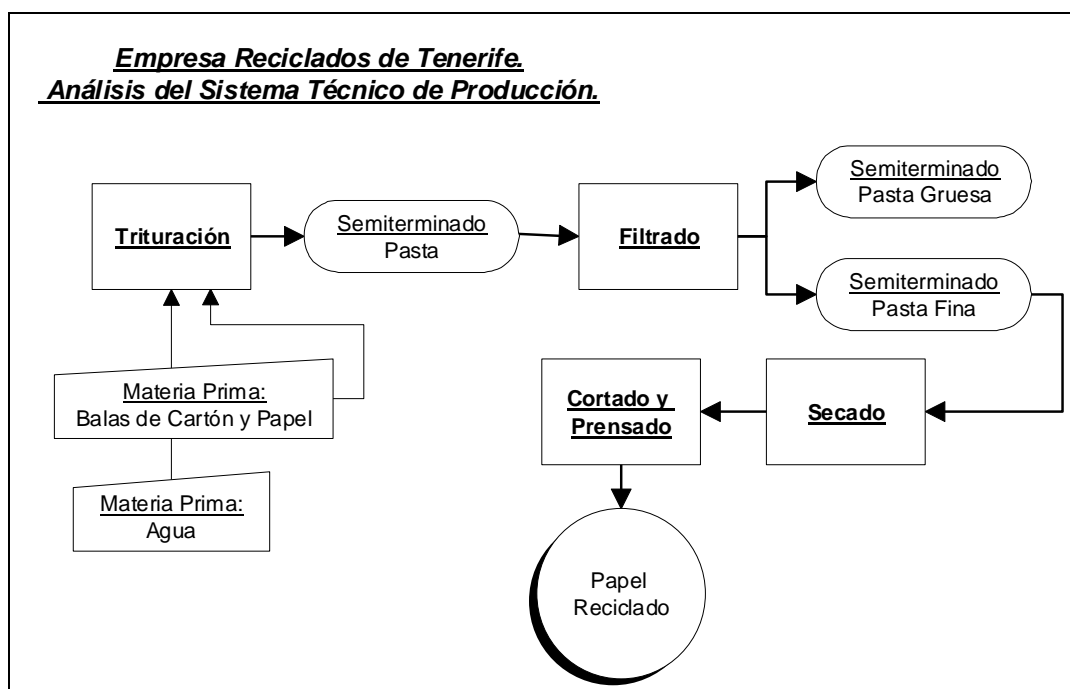 Empresa Reciclados de Tenerife.
Análisis del Sistema Técnico de Producción.
Trituración
Semiterminado
Pasta
Filtrado
Semiterminado
Pasta Gruesa
Semiterminado
Pasta Fina
Materia Prima:
Balas de Cartón y Papel
Materia Prima:
Agua
Secado
Cortado y
Prensado
Papel
Reciclado